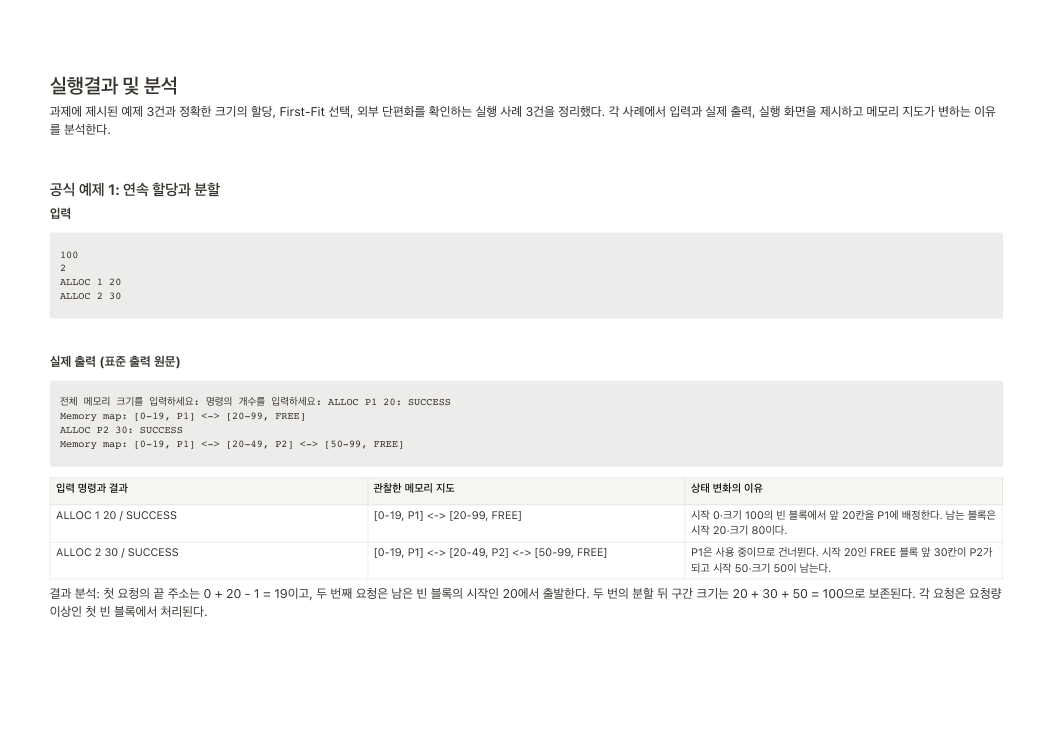 실행결과 및 분석
과제에 제시된 예제 3건과 정확한 크기의 할당, First-Fit 선택, 외부 단편화를 확인하는 실행 사례 3건을 정리했다. 각 사례에서 입력과 실제 출력, 실행 화면을 제시하고 메모리 지도가 변하는 이유
를 분석한다.
공식 예제 1: 연속 할당과 분할
입력
100
2
ALLOC 1 20
ALLOC 2 30
실제 출력 (표준 출력 원문)
전체 메모리 크기를 입력하세요: 명령의 개수를 입력하세요: ALLOC P1 20: SUCCESS
Memory map: [0-19, P1] <-> [20-99, FREE]
ALLOC P2 30: SUCCESS
Memory map: [0-19, P1] <-> [20-49, P2] <-> [50-99, FREE]
입력 명령과 결과 관찰한 메모리 지도 상태 변화의 이유
ALLOC 1 20 / SUCCESS [0-19, P1] <-> [20-99, FREE] 시작 0·크기 100의 빈 블록에서 앞 20칸을 P1에 배정한다. 남는 블록은
시작 20·크기 80이다.
ALLOC 2 30 / SUCCESS [0-19, P1] <-> [20-49, P2] <-> [50-99, FREE] P1은 사용 중이므로 건너뛴다. 시작 20인 FREE 블록 앞 30칸이 P2가
되고 시작 50·크기 50이 남는다.
결과 분석: 첫 요청의 끝 주소는 0 + 20 - 1 = 19이고, 두 번째 요청은 남은 빈 블록의 시작인 20에서 출발한다. 두 번의 분할 뒤 구간 크기는 20 + 30 + 50 = 100으로 보존된다. 각 요청은 요청량
이상인 첫 빈 블록에서 처리된다.